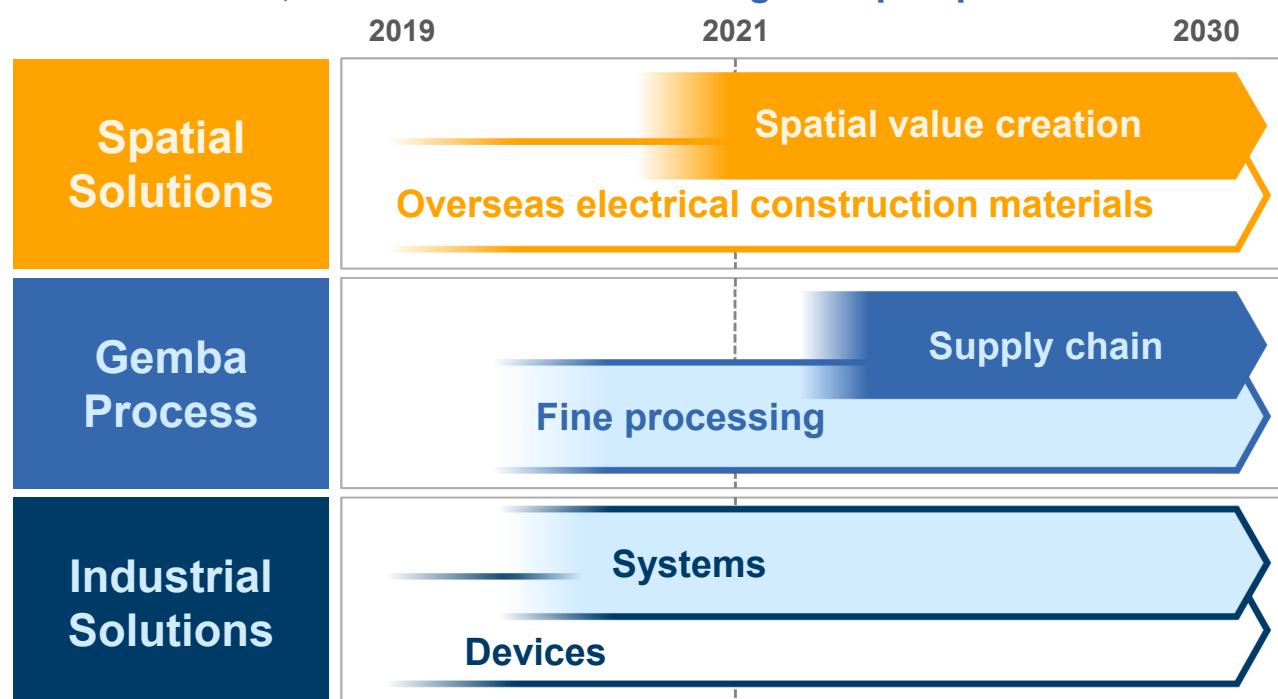 2019 2021 2030
Spatial
Solutions
Spatial value creation
Overseas electrical construction materials
Gemba
Process
Supply chain
Fine processing
Industrial
Solutions
Systems
Devices